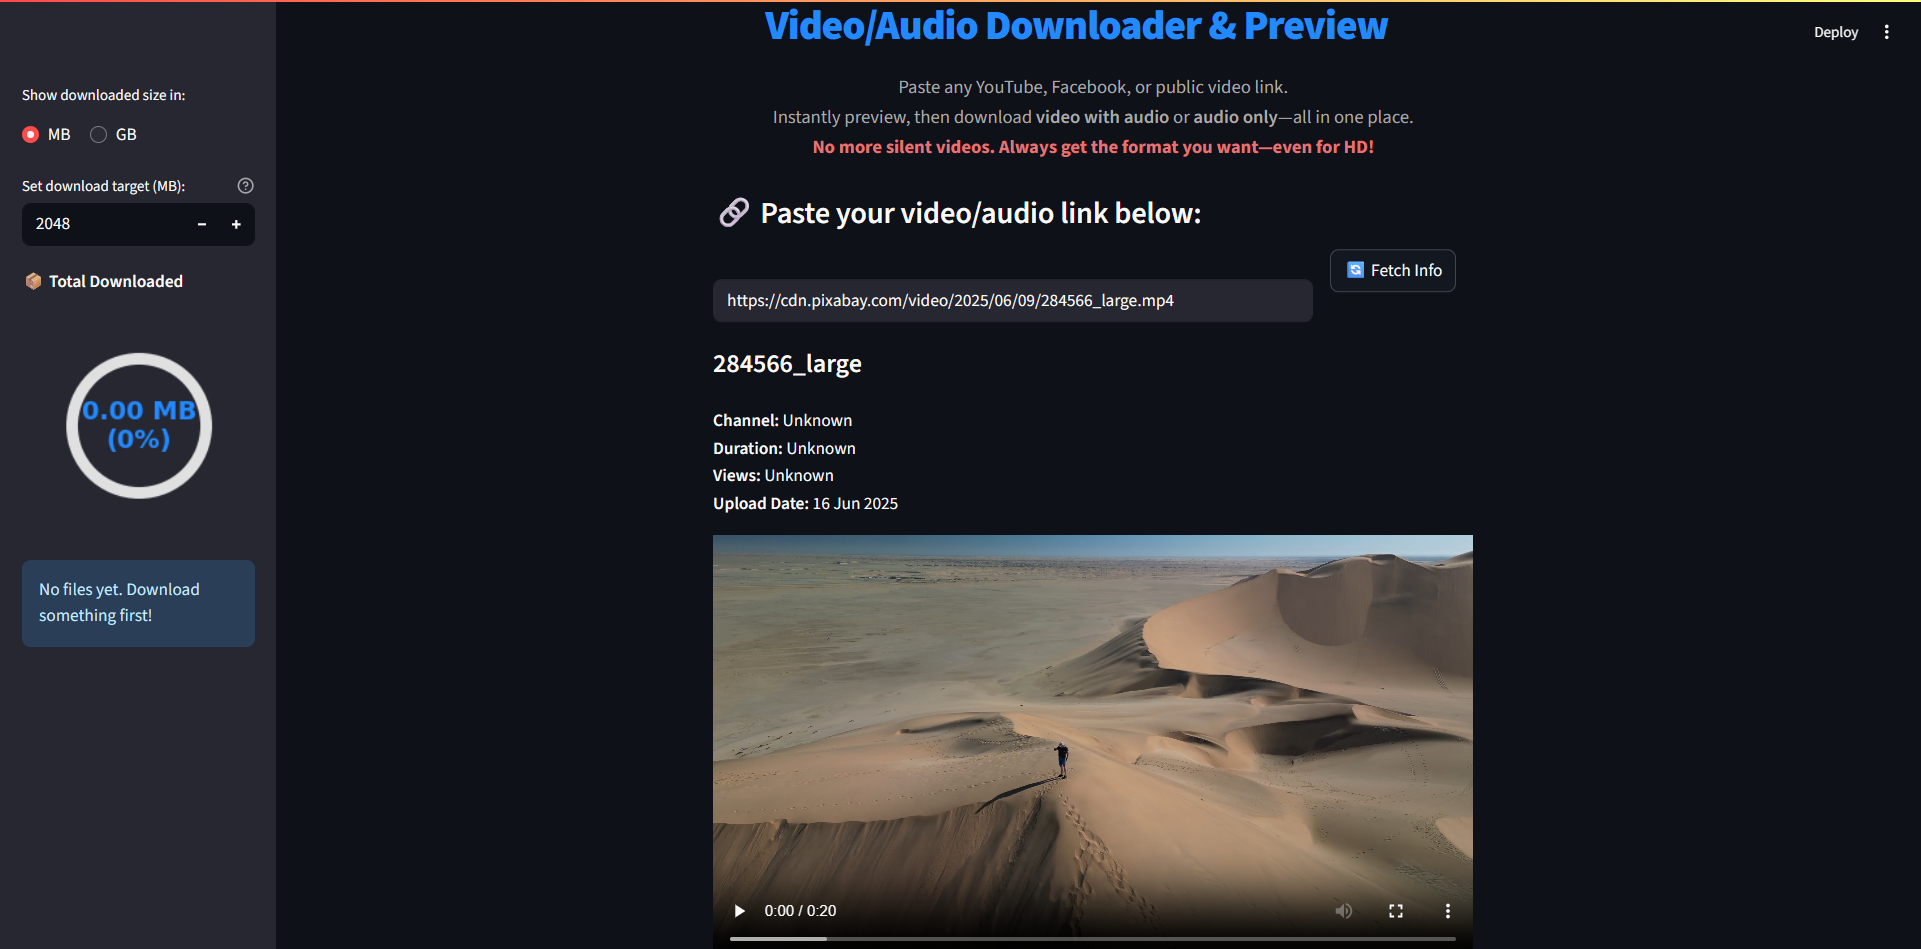 Deploy
Show downloaded size in:
MB
GB
Set download target (MB):
2048
Total Downloaded
0.00 MB
(0%)
No files yet. Download
something first!
Video/Audio Downloader & Preview
Paste any YouTube, Facebook, or public video link.
Instantly preview, then download video with audio or audio only—all in one place.
No more silent videos. Always get the format you want—even for HD!
Paste your video/audio link below:
Fetch Info
https://cdn.pixabay.com/video/2025/06/09/284566_large.mp4
284566_large
Channel: Unknown
Duration: Unknown
Views: Unknown
Upload Date: 16 Jun 2025
0:00 / 0:20